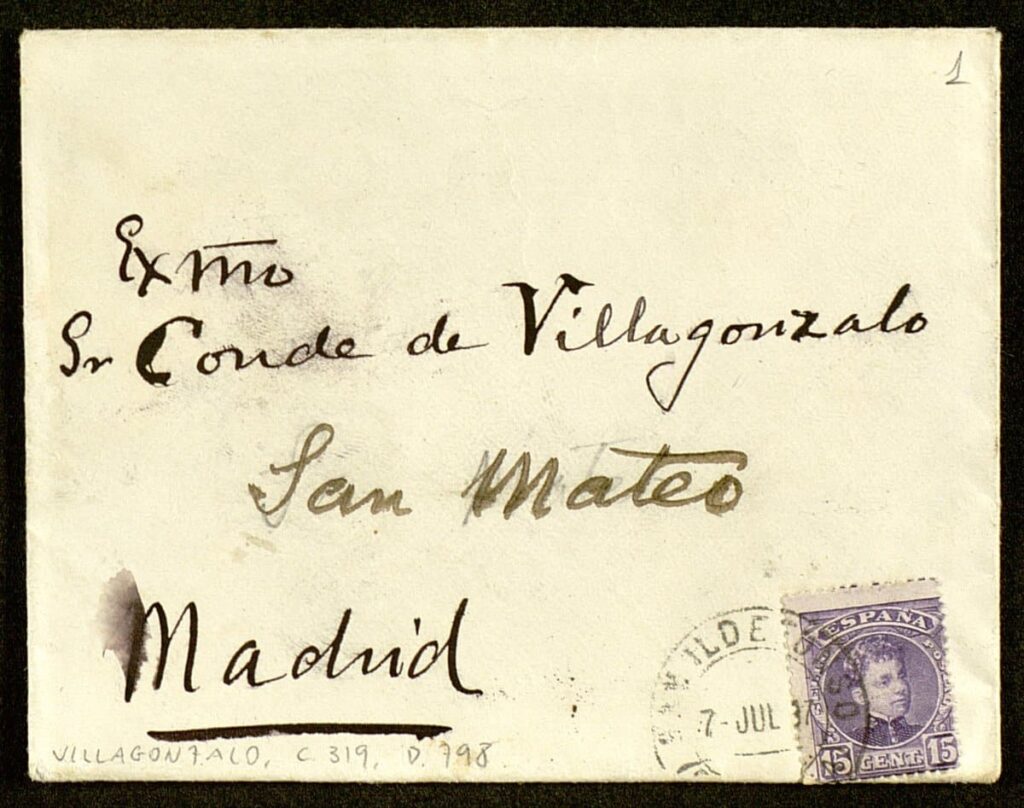 1
Exmo
Sr Conde de Villagonzalo
San Mateo
Madrid
ILDE
7-JUL
ESPAÑA
15 CENT 15
VILLAGONZALO, C. 319, D. 798